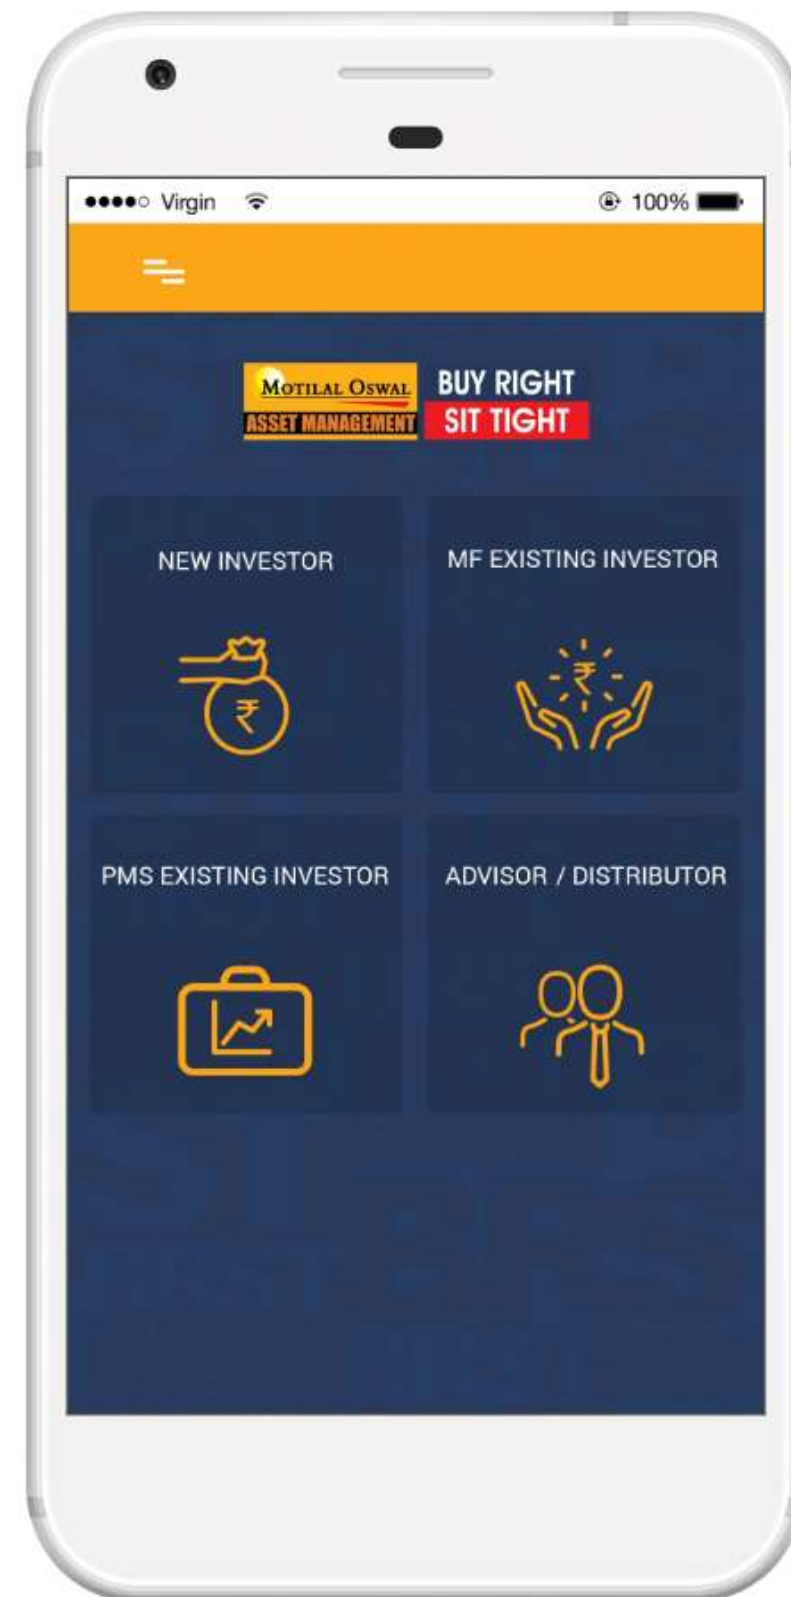 Virgin 100%
MOTILAL OSWAL
ASSET MANAGEMENT
BUY RIGHT
SIT TIGHT
NEW INVESTOR
MF EXISTING INVESTOR
₹
₹
PMS EXISTING INVESTOR
ADVISOR / DISTRIBUTOR